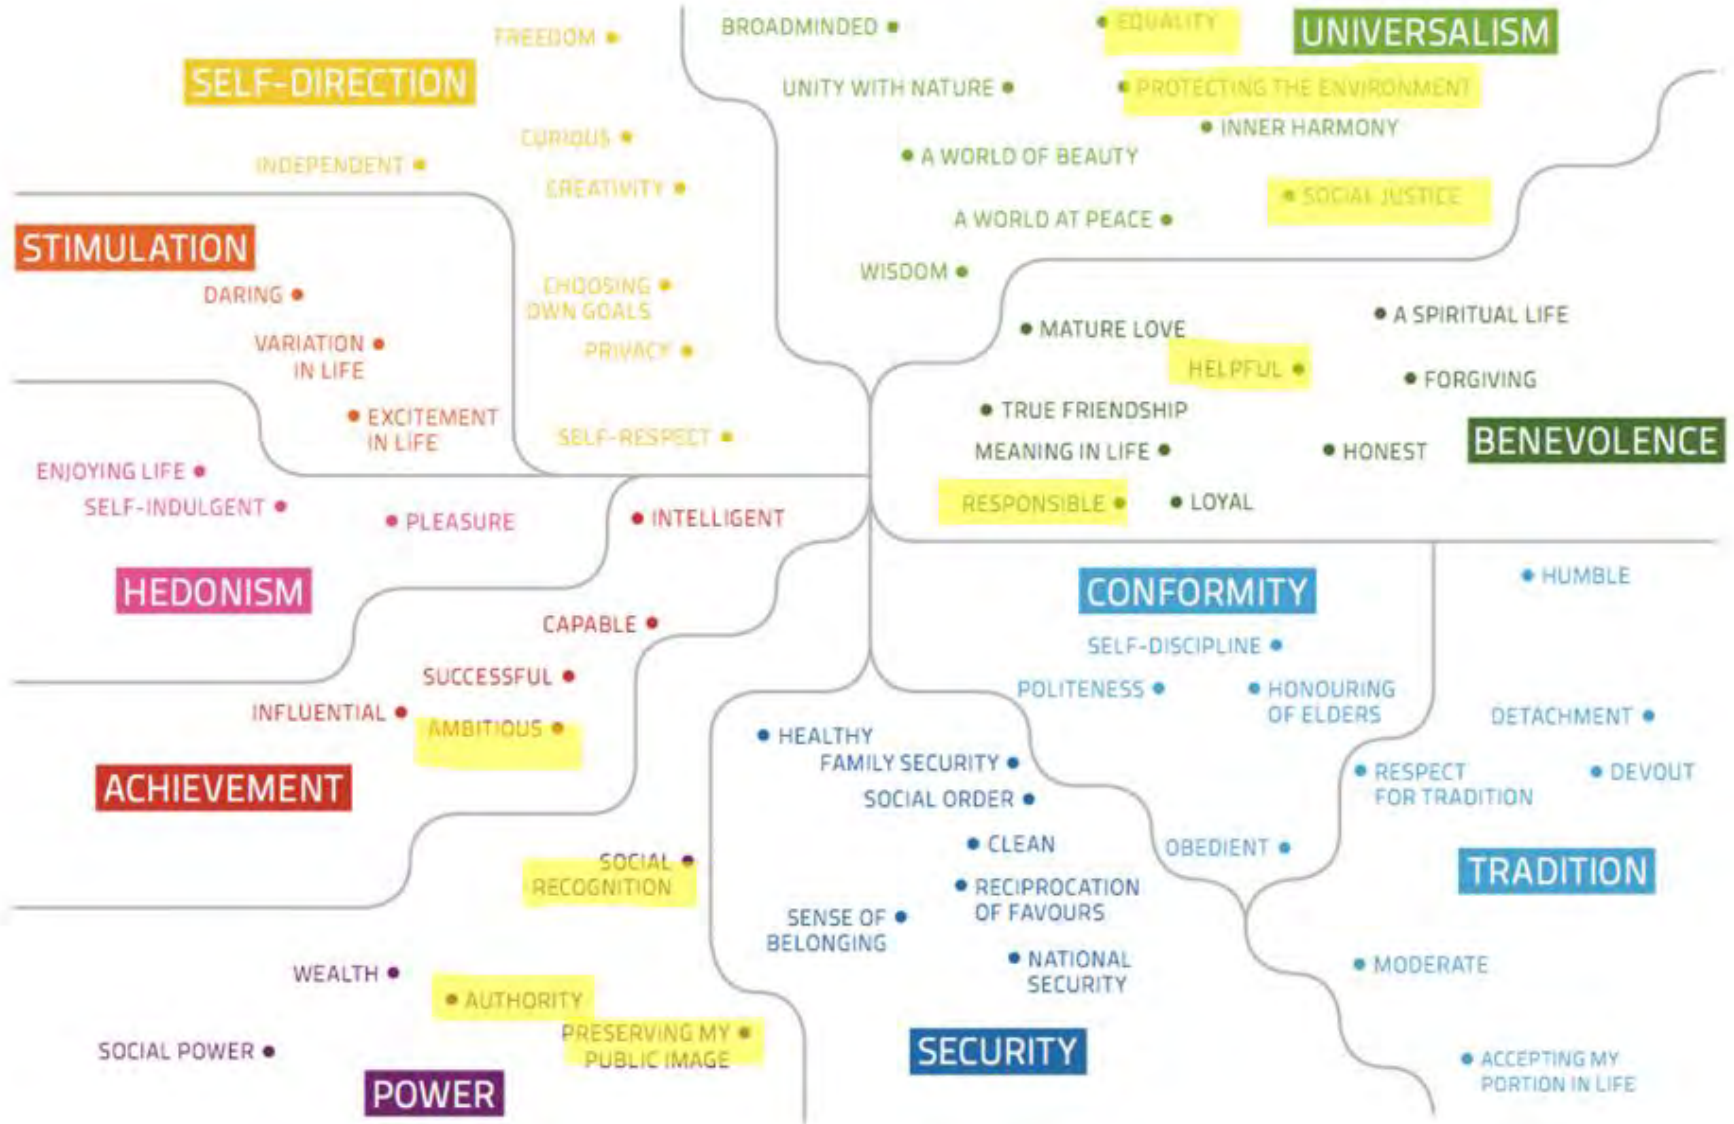 SELF-DIRECTION
FREEDOM
CURIOUS
INDEPENDENT
CREATIVITY
CHOOSING
OWN GOALS
PRIVACY
SELF-RESPECT
UNIVERSALISM
BROADMINDED
EQUALITY
UNITY WITH NATURE
PROTECTING THE ENVIRONMENT
INNER HARMONY
A WORLD OF BEAUTY
SOCIAL JUSTICE
A WORLD AT PEACE
WISDOM
STIMULATION
DARING
VARIATION
IN LIFE
EXCITEMENT
IN LIFE
A SPIRITUAL LIFE
MATURE LOVE
HELPFUL
FORGIVING
TRUE FRIENDSHIP
BENEVOLENCE
MEANING IN LIFE
HONEST
RESPONSIBLE
LOYAL
ENJOYING LIFE
SELF-INDULGENT
PLEASURE
HEDONISM
INTELLIGENT
CAPABLE
SUCCESSFUL
INFLUENTIAL
AMBITIOUS
ACHIEVEMENT
CONFORMITY
SELF-DISCIPLINE
POLITENESS
HONOURING
OF ELDERS
OBEDIENT
HUMBLE
DETACHMENT
RESPECT
FOR TRADITION
DEVOUT
TRADITION
MODERATE
ACCEPTING MY
PORTION IN LIFE
HEALTHY
FAMILY SECURITY
SOCIAL ORDER
CLEAN
RECIPROCATION
OF FAVOURS
SENSE OF
BELONGING
NATIONAL
SECURITY
SECURITY
SOCIAL
RECOGNITION
WEALTH
AUTHORITY
PRESERVING MY
PUBLIC IMAGE
SOCIAL POWER
POWER